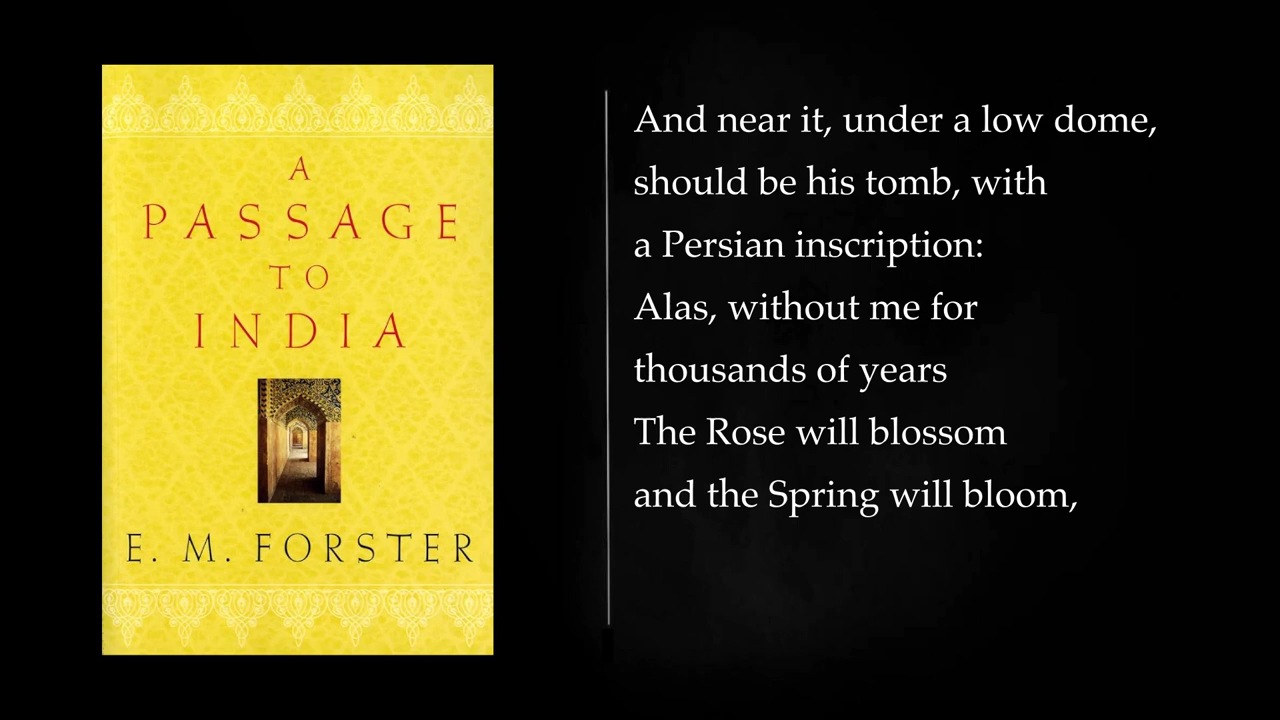 A
PASSAGE
TO
INDIA
E. M. FORSTER
And near it, under a low dome,
should be his tomb, with
a Persian inscription:
Alas, without me for
thousands of years
The Rose will blossom
and the Spring will bloom,